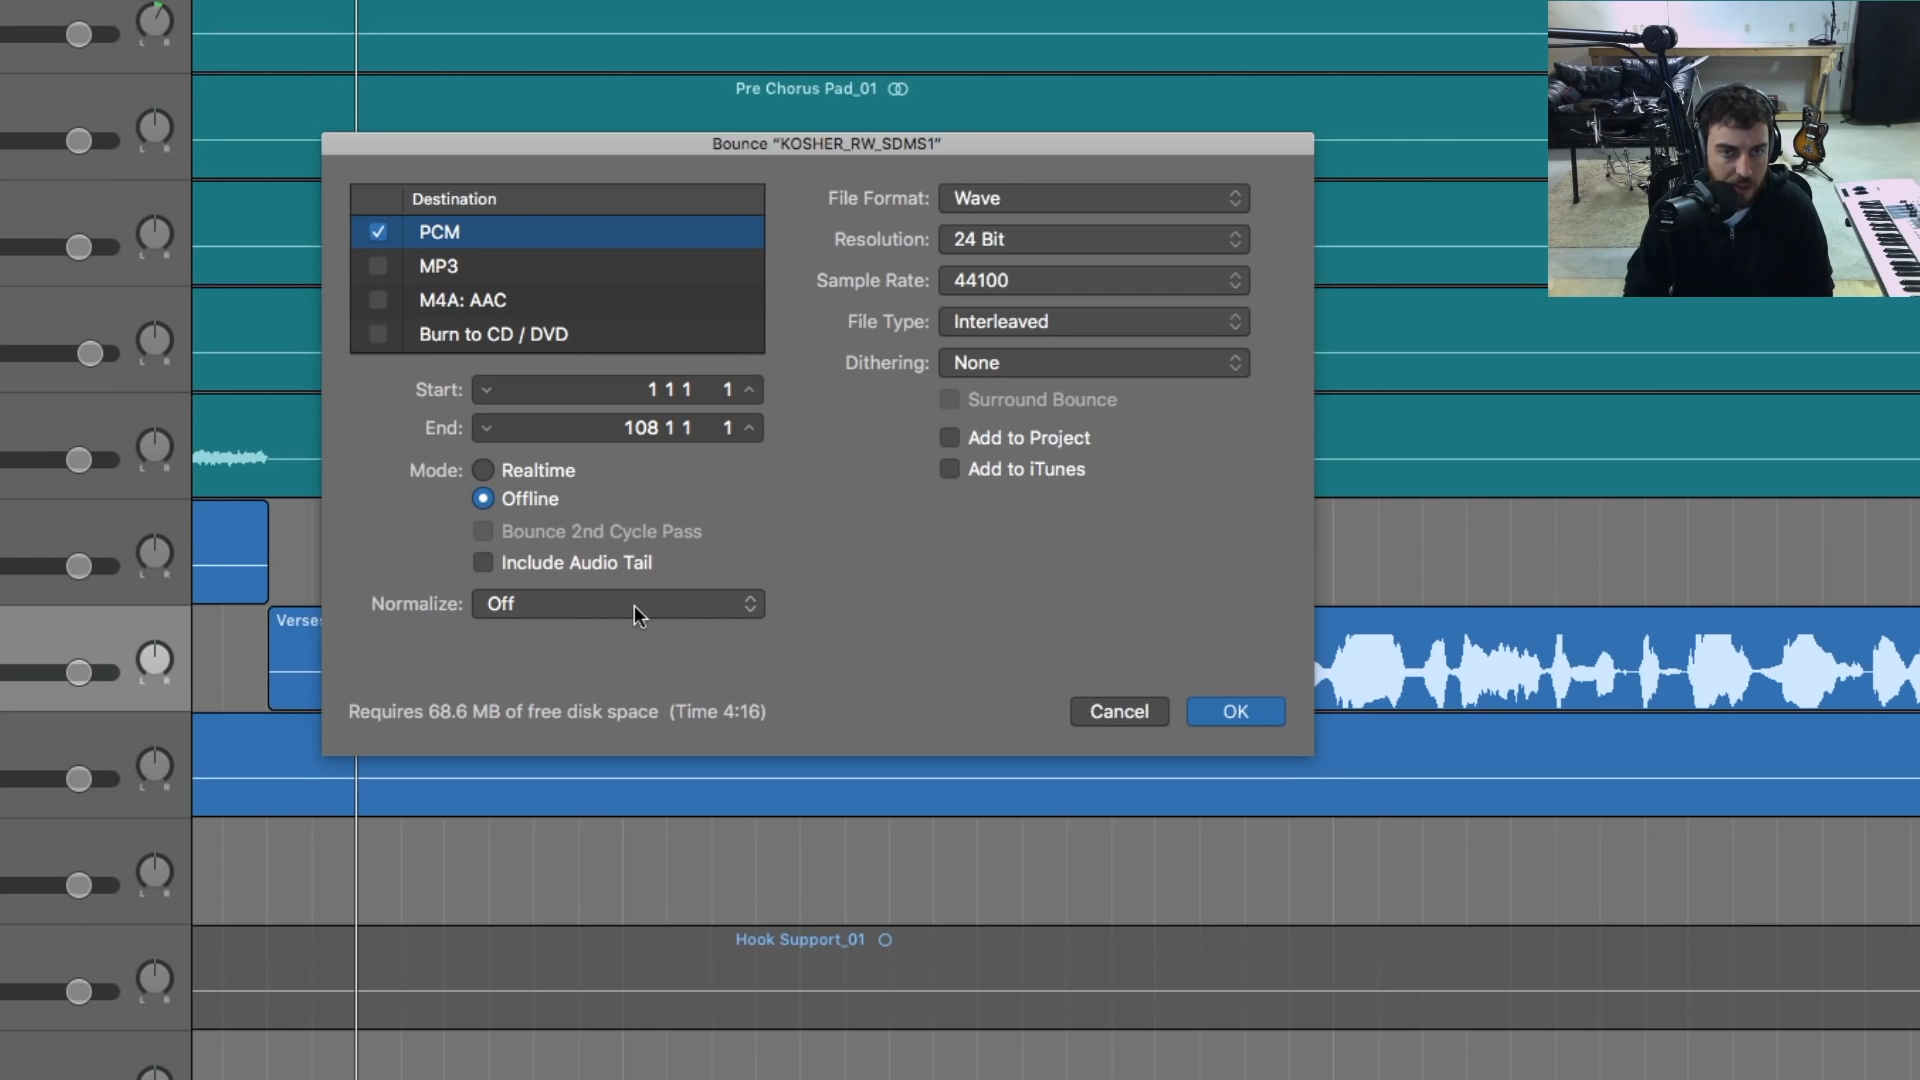 Pre Chorus Pad_01
Bounce “KOSHER_RW_SDMS1”
Destination
PCM
MP3
M4A: AAC
Burn to CD / DVD
Start: 1 1 1 1
End: 108 1 1 1
Mode: Realtime
Offline
Bounce 2nd Cycle Pass
Include Audio Tail
Normalize: Off
File Format: Wave
Resolution: 24 Bit
Sample Rate: 44100
File Type: Interleaved
Dithering: None
Surround Bounce
Add to Project
Add to iTunes
Requires 68.6 MB of free disk space (Time 4:16)
Cancel
OK
Verse
Hook Support_01